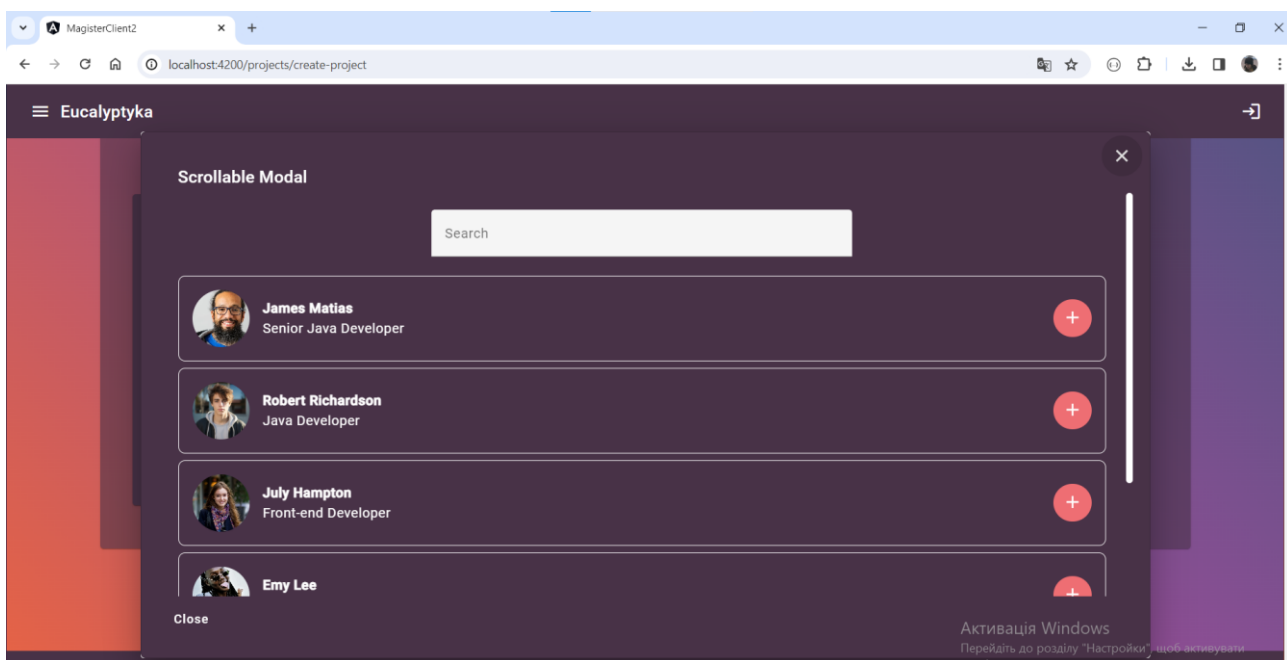 MagisterClient2
localhost:4200/projects/create-project
Eucalyptyka
Scrollable Modal
Search
James Matias
Senior Java Developer
Robert Richardson
Java Developer
July Hampton
Front-end Developer
Emy Lee
Close
Активація Windows
Перейдіть до розділу "Настройки", щоб активувати